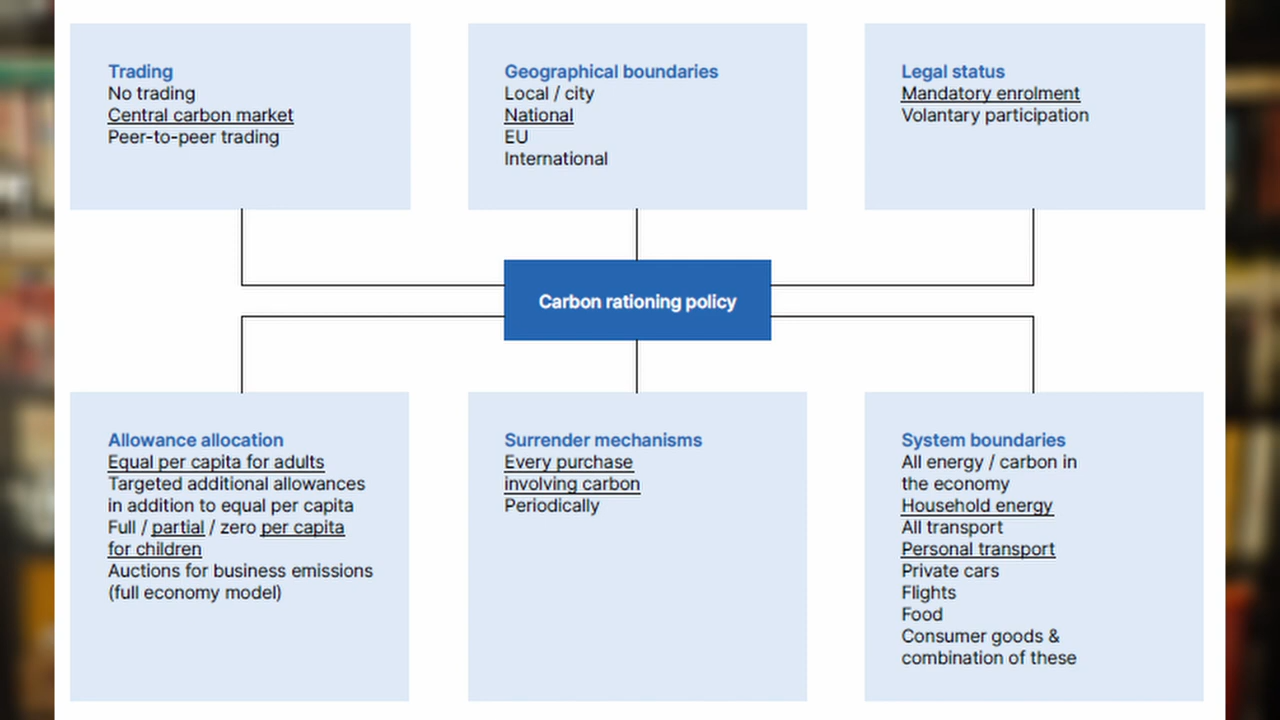 Trading
No trading
Central carbon market
Peer-to-peer trading
Geographical boundaries
Local / city
National
EU
International
Legal status
Mandatory enrolment
Voluntary participation
Carbon rationing policy
Allowance allocation
Equal per capita for adults
Targeted additional allowances
in addition to equal per capita
Full / partial / zero per capita
for children
Auctions for business emissions
(full economy model)
Surrender mechanisms
Every purchase
involving carbon
Periodically
System boundaries
All energy / carbon in
the economy
Household energy
All transport
Personal transport
Private cars
Flights
Food
Consumer goods &
combination of these